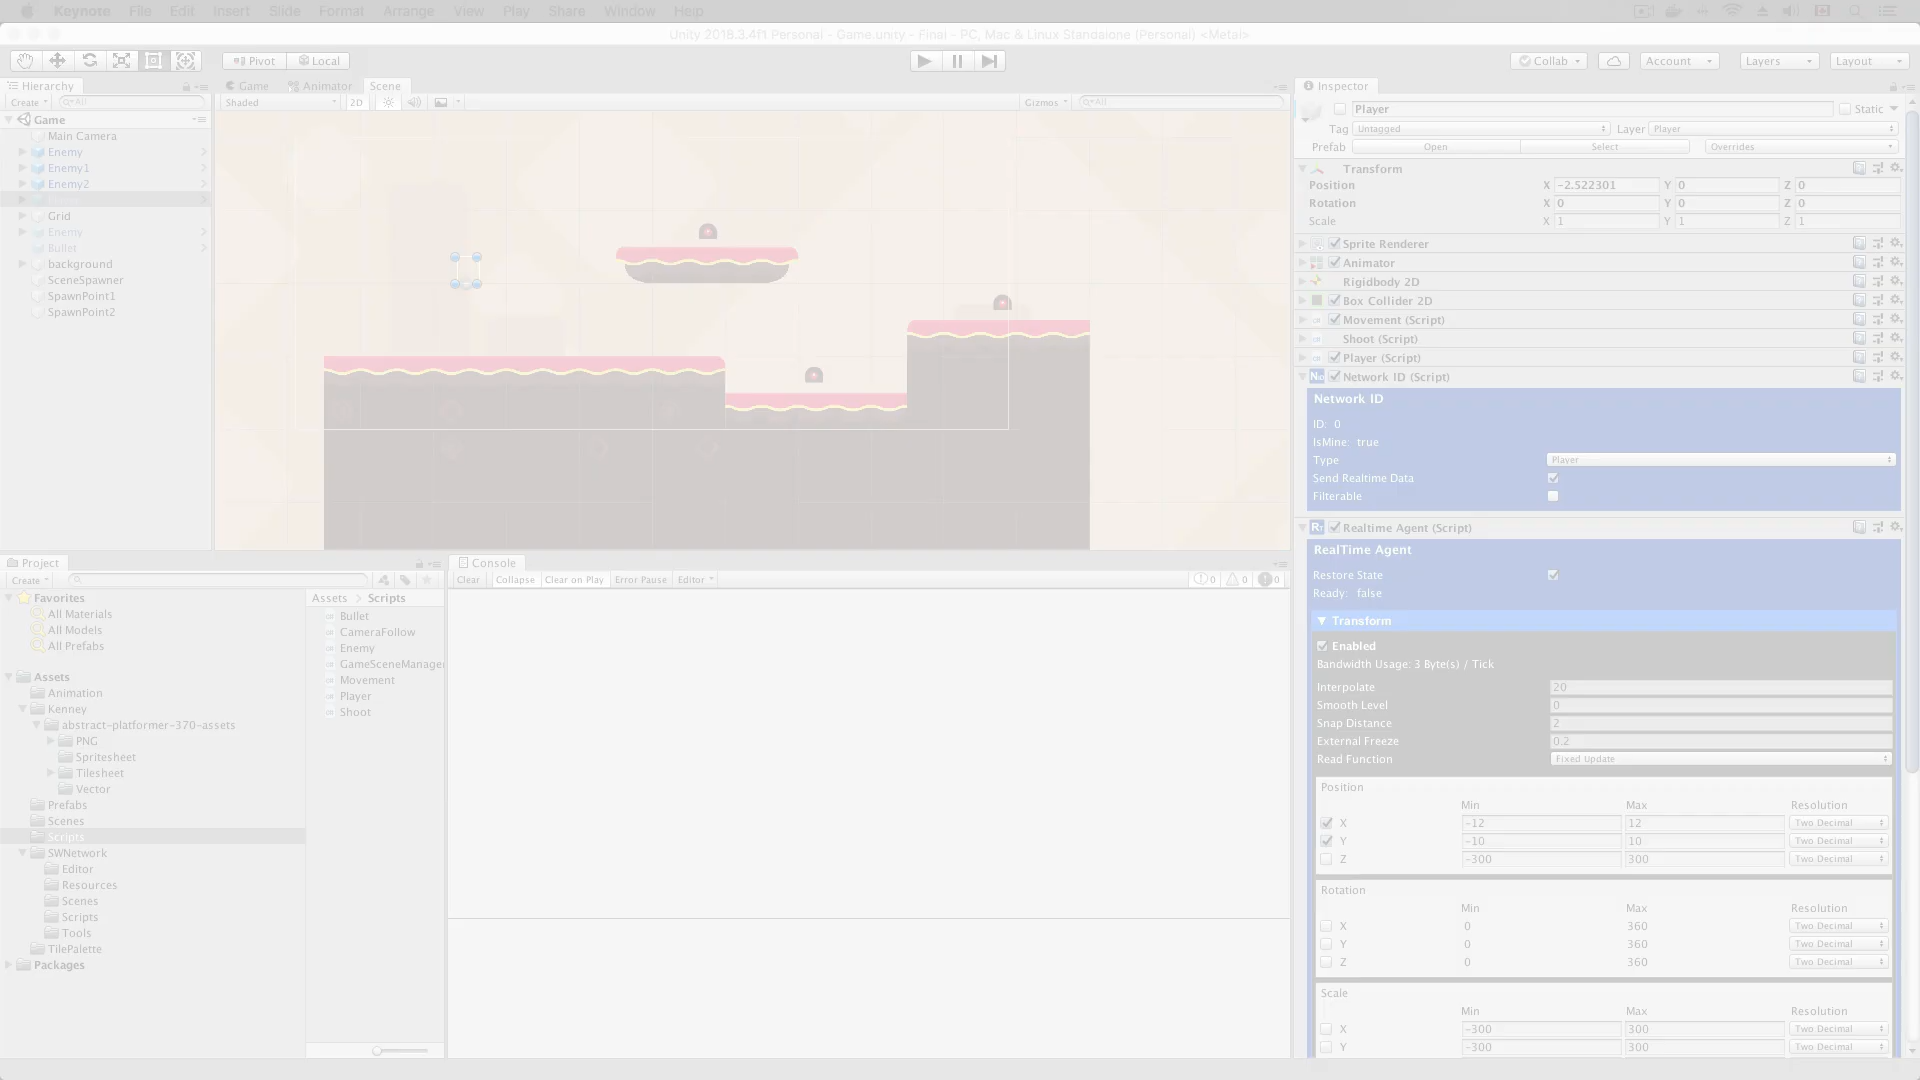 Keynote File Edit Insert Slide Format Arrange View Play Share Window Help
Unity 2018.3.4f1 Personal - Game.unity - Final - PC, Mac & Linux Standalone (Personal) <Metal>
Pivot Local
Collab Account Layers Layout
Hierarchy
Create All
Game
Main Camera
Enemy
Enemy1
Enemy2
Grid
Enemy
Bullet
background
SceneSpawner
SpawnPoint1
SpawnPoint2
Game Animator Scene
Shaded 2D Gizmos All
Inspector
Player Static
Tag Untagged Layer Player
Prefab Open Select Overrides
Transform
Position X -2.522301 Y 0 Z 0
Rotation X 0 Y 0 Z 0
Scale X 1 Y 1 Z 1
Sprite Renderer
Animator
Rigidbody 2D
Box Collider 2D
Movement (Script)
Shoot (Script)
Player (Script)
Network ID (Script)
Network ID
ID: 0
IsMine: true
Type Player
Send Realtime Data
Filterable
Realtime Agent (Script)
RealTime Agent
Restore State
Ready: false
Transform
Enabled
Bandwidth Usage: 3 Byte(s) / Tick
Interpolate 20
Smooth Level 0
Snap Distance 2
External Freeze 0.2
Read Function Fixed Update
Position
Min Max Resolution
X -12 12 Two Decimal
Y -10 10 Two Decimal
Z -300 300 Two Decimal
Rotation
Min Max Resolution
X 0 360 Two Decimal
Y 0 360 Two Decimal
Z 0 360 Two Decimal
Scale
Min Max Resolution
X -300 300 Two Decimal
Y -300 300 Two Decimal
Project
Create
Favorites
All Materials
All Models
All Prefabs
Assets
Animation
Kenney
abstract-platformer-370-assets
PNG
Spritesheet
Tilesheet
Vector
Prefabs
Scenes
Scripts
SWNetwork
Editor
Resources
Scenes
Scripts
Tools
TilePalette
Packages
Assets > Scripts
Bullet
CameraFollow
Enemy
GameSceneManager
Movement
Player
Shoot
Console
Clear Collapse Clear on Play Error Pause Editor 0 0 0